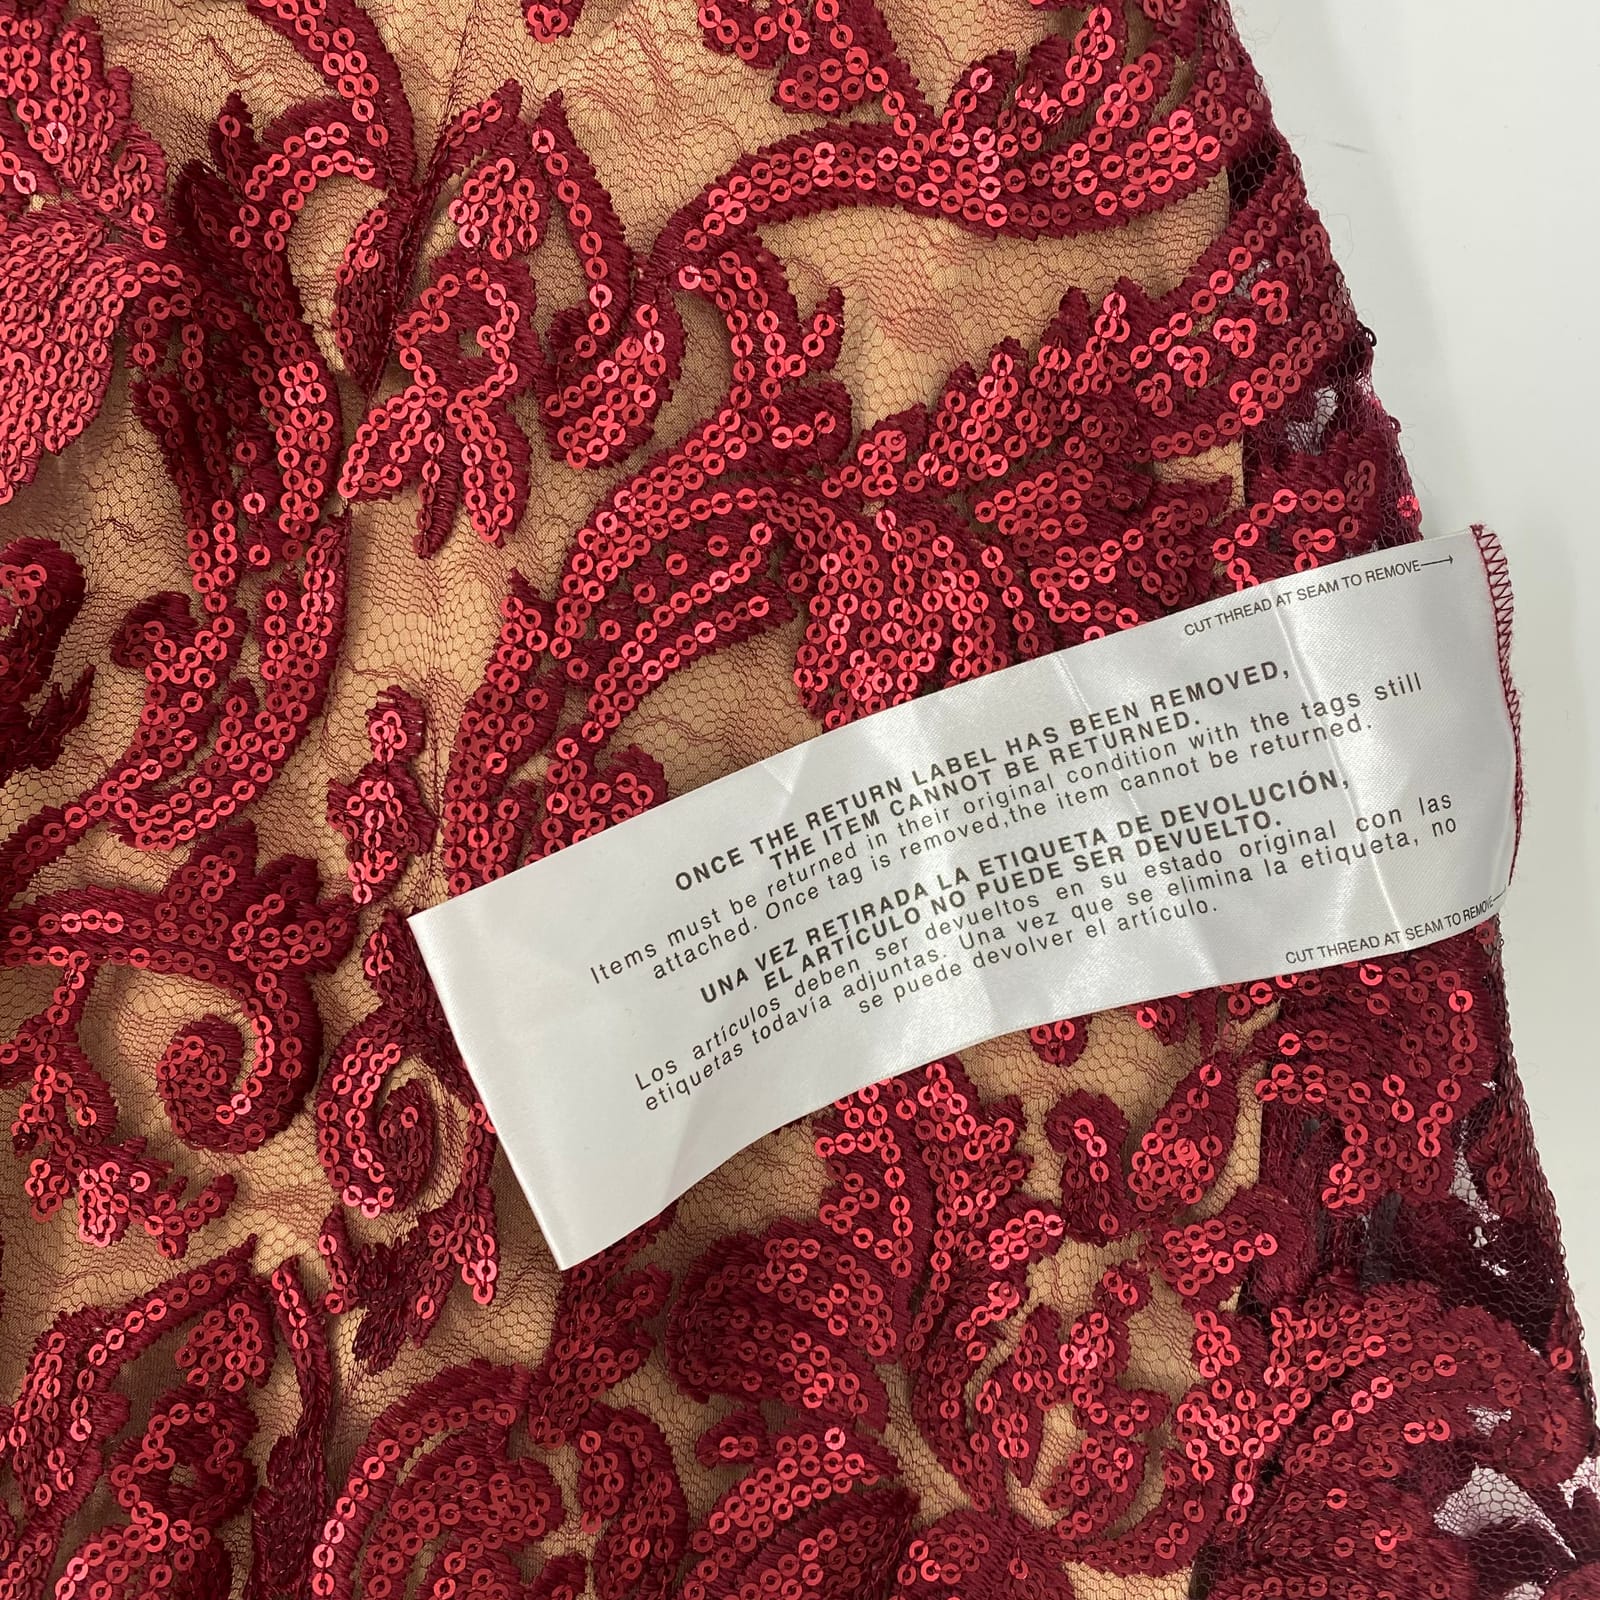 CUT THREAD AT SEAM TO REMOVE→
ONCE THE RETURN LABEL HAS BEEN REMOVED,
THE ITEM CANNOT BE RETURNED.
Items must be returned in their original condition with the tags still
attached. Once tag is removed,the item cannot be returned.
UNA VEZ RETIRADA LA ETIQUETA DE DEVOLUCIÓN,
EL ARTÍCULO NO PUEDE SER DEVUELTO.
Los artículos deben ser devueltos en su estado original con las
etiquetas todavía adjuntas. Una vez que se elimina la etiqueta, no
se puede devolver el artículo.
CUT THREAD AT SEAM TO REMOVE